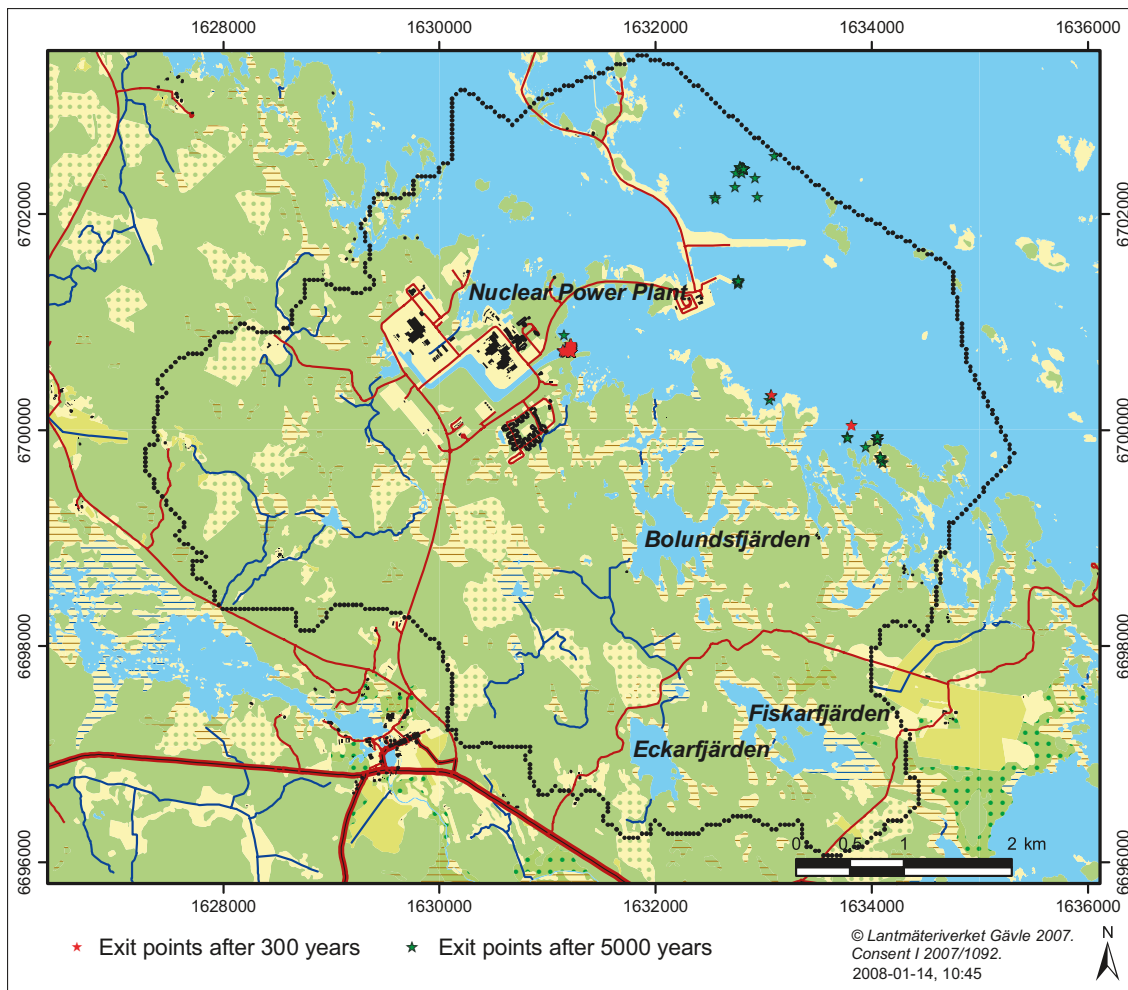 1628000 1630000 1632000 1634000 1636000
6702000 6702000
Nuclear Power Plant
6700000 6700000
Bolundsfjärden
6698000 6698000
Fiskarfjärden
Eckarfjärden
0 0.5 1 2 km
6696000 6696000
1628000 1630000 1632000 1634000 1636000
Exit points after 300 years Exit points after 5000 years
© Lantmäteriverket Gävle 2007.
Consent I 2007/1092.
2008-01-14, 10:45
N